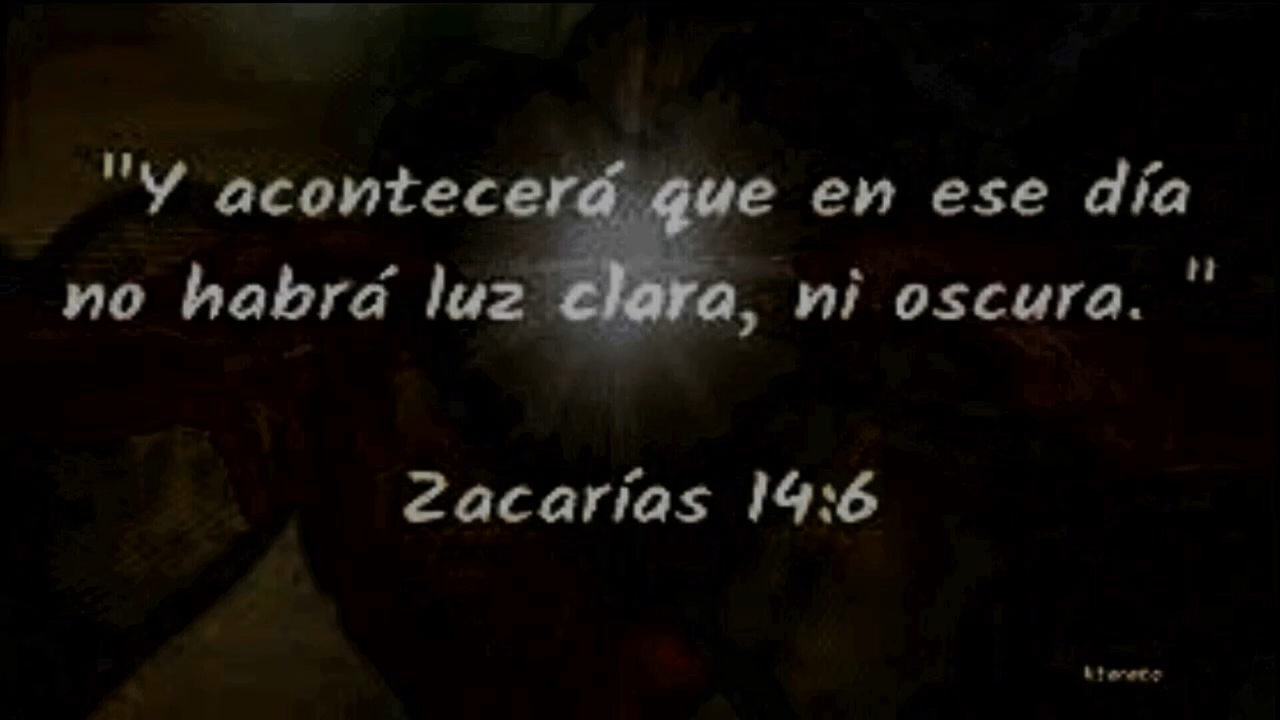 "Y acontecerá que en ese día
no habrá luz clara, ni oscura. "
Zacarías 14:6